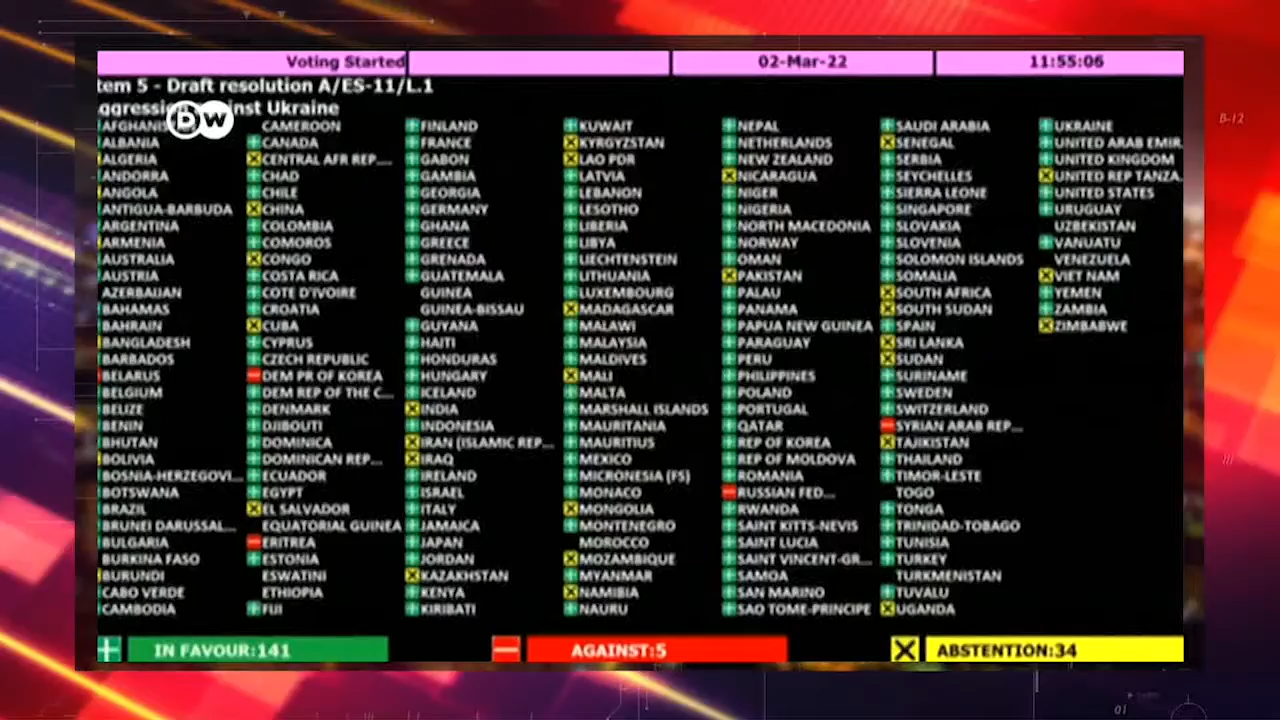 Voting Started 02-Mar-22 11:55:06
tem 5 - Draft resolution A/ES-11/L.1
DW
inst Ukraine
CAMEROON FINLAND KUWAIT NEPAL SAUDI ARABIA UKRAINE
ALBANIA CANADA FRANCE KYRGYZSTAN NETHERLANDS SENEGAL UNITED ARAB EMIR
ALGERIA CENTRAL AFR REP.... GABON LAO PDR NEW ZEALAND SERBIA UNITED KINGDOM
ANDORRA CHAD GAMBIA LATVIA NICARAGUA SEYCHELLES UNITED REP TANZA.
ANGOLA CHILE GEORGIA LEBANON NIGER SIERRA LEONE UNITED STATES
ANTIGUA-BARBUDA CHINA GERMANY LESOTHO NIGERIA SINGAPORE URUGUAY
ARGENTINA COLOMBIA GHANA LIBERIA NORTH MACEDONIA SLOVAKIA UZBEKISTAN
ARMENIA COMOROS GREECE LIBYA NORWAY SLOVENIA VANUATU
AUSTRALIA CONGO GRENADA LIECHTENSTEIN OMAN SOLOMON ISLANDS VENEZUELA
AUSTRIA COSTA RICA GUATEMALA LITHUANIA PAKISTAN SOMALIA VIET NAM
AZERBAIJAN COTE D'IVOIRE GUINEA LUXEMBOURG PALAU SOUTH AFRICA YEMEN
BAHAMAS CROATIA GUINEA-BISSAU MADAGASCAR PANAMA SOUTH SUDAN ZAMBIA
BAHRAIN CUBA GUYANA MALAWI PAPUA NEW GUINEA SPAIN ZIMBABWE
BANGLADESH CYPRUS HAITI MALAYSIA PARAGUAY SRI LANKA
BARBADOS CZECH REPUBLIC HONDURAS MALDIVES PERU SUDAN
BELARUS DEM PR OF KOREA HUNGARY MALI PHILIPPINES SURINAME
BELGIUM DEM REP OF THE C... ICELAND MALTA POLAND SWEDEN
BELIZE DENMARK INDIA MARSHALL ISLANDS PORTUGAL SWITZERLAND
BENIN DJIBOUTI INDONESIA MAURITANIA QATAR SYRIAN ARAB REP...
BHUTAN DOMINICA IRAN (ISLAMIC REP... MAURITIUS REP OF KOREA TAJIKISTAN
BOLIVIA DOMINICAN REP... IRAQ MEXICO REP OF MOLDOVA THAILAND
BOSNIA-HERZEGOVI... ECUADOR IRELAND MICRONESIA (FS) ROMANIA TIMOR-LESTE
BOTSWANA EGYPT ISRAEL MONACO RUSSIAN FED... TOGO
BRAZIL EL SALVADOR ITALY MONGOLIA RWANDA TONGA
BRUNEI DARUSSAL... EQUATORIAL GUINEA JAMAICA MONTENEGRO SAINT KITTS-NEVIS TRINIDAD-TOBAGO
BULGARIA ERITREA JAPAN MOROCCO SAINT LUCIA TUNISIA
BURKINA FASO ESTONIA JORDAN MOZAMBIQUE SAINT VINCENT-GR... TURKEY
BURUNDI ESWATINI KAZAKHSTAN MYANMAR SAMOA TURKMENISTAN
CABO VERDE ETHIOPIA KENYA NAMIBIA SAN MARINO TUVALU
CAMBODIA FIJI KIRIBATI NAURU SAO TOME-PRINCIPE UGANDA
IN FAVOUR:141 AGAINST:5 ABSTENTION:34
B-12
01